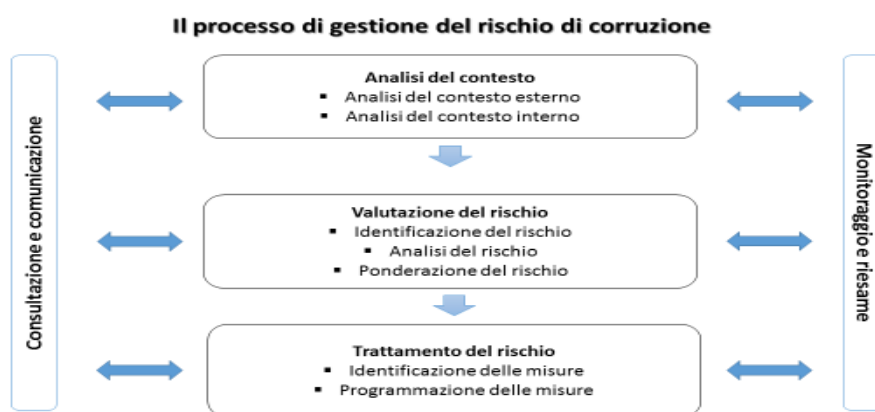 Il processo di gestione del rischio di corruzione
Consultazione e comunicazione
Analisi del contesto
▪ Analisi del contesto esterno
▪ Analisi del contesto interno
Valutazione del rischio
▪ Identificazione del rischio
▪ Analisi del rischio
▪ Ponderazione del rischio
Trattamento del rischio
▪ Identificazione delle misure
▪ Programmazione delle misure
Monitoraggio e riesame